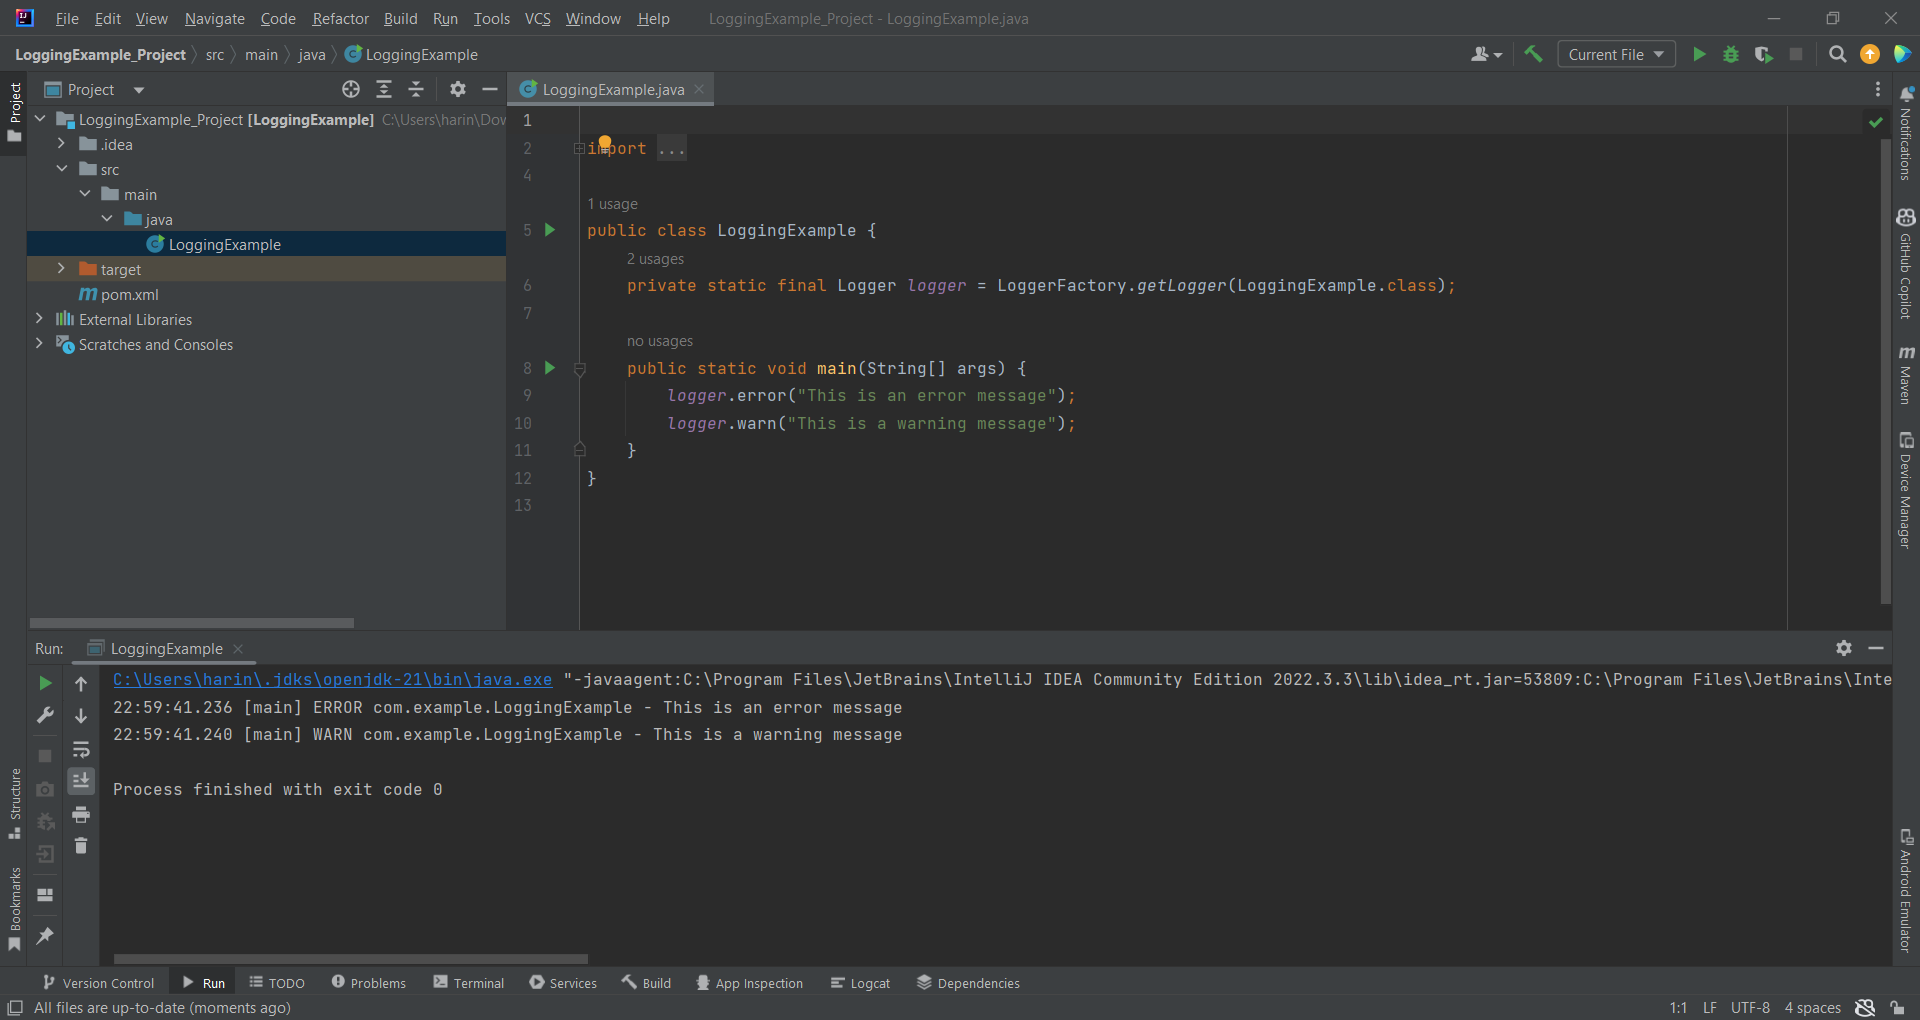 File Edit View Navigate Code Refactor Build Run Tools VCS Window Help LoggingExample_Project - LoggingExample.java
LoggingExample_Project src main java LoggingExample Current File
Project
Project
LoggingExample.java
LoggingExample_Project [LoggingExample] C:\Users\harin\Dov
.idea
src
main
java
LoggingExample
target
pom.xml
External Libraries
Scratches and Consoles
1
2 import ...
4
1 usage
5 public class LoggingExample {
2 usages
6 private static final Logger logger = LoggerFactory.getLogger(LoggingExample.class);
7
no usages
8 public static void main(String[] args) {
9 logger.error("This is an error message");
10 logger.warn("This is a warning message");
11 }
12 }
13
Notifications
GitHub Copilot
Maven
Device Manager
Android Emulator
Structure
Bookmarks
Run: LoggingExample
C:\Users\harin\.jdks\openjdk-21\bin\java.exe "-javaagent:C:\Program Files\JetBrains\IntelliJ IDEA Community Edition 2022.3.3\lib\idea_rt.jar=53809:C:\Program Files\JetBrains\Inte
22:59:41.236 [main] ERROR com.example.LoggingExample - This is an error message
22:59:41.240 [main] WARN com.example.LoggingExample - This is a warning message
Process finished with exit code 0
Version Control Run TODO Problems Terminal Services Build App Inspection Logcat Dependencies
All files are up-to-date (moments ago) 1:1 LF UTF-8 4 spaces